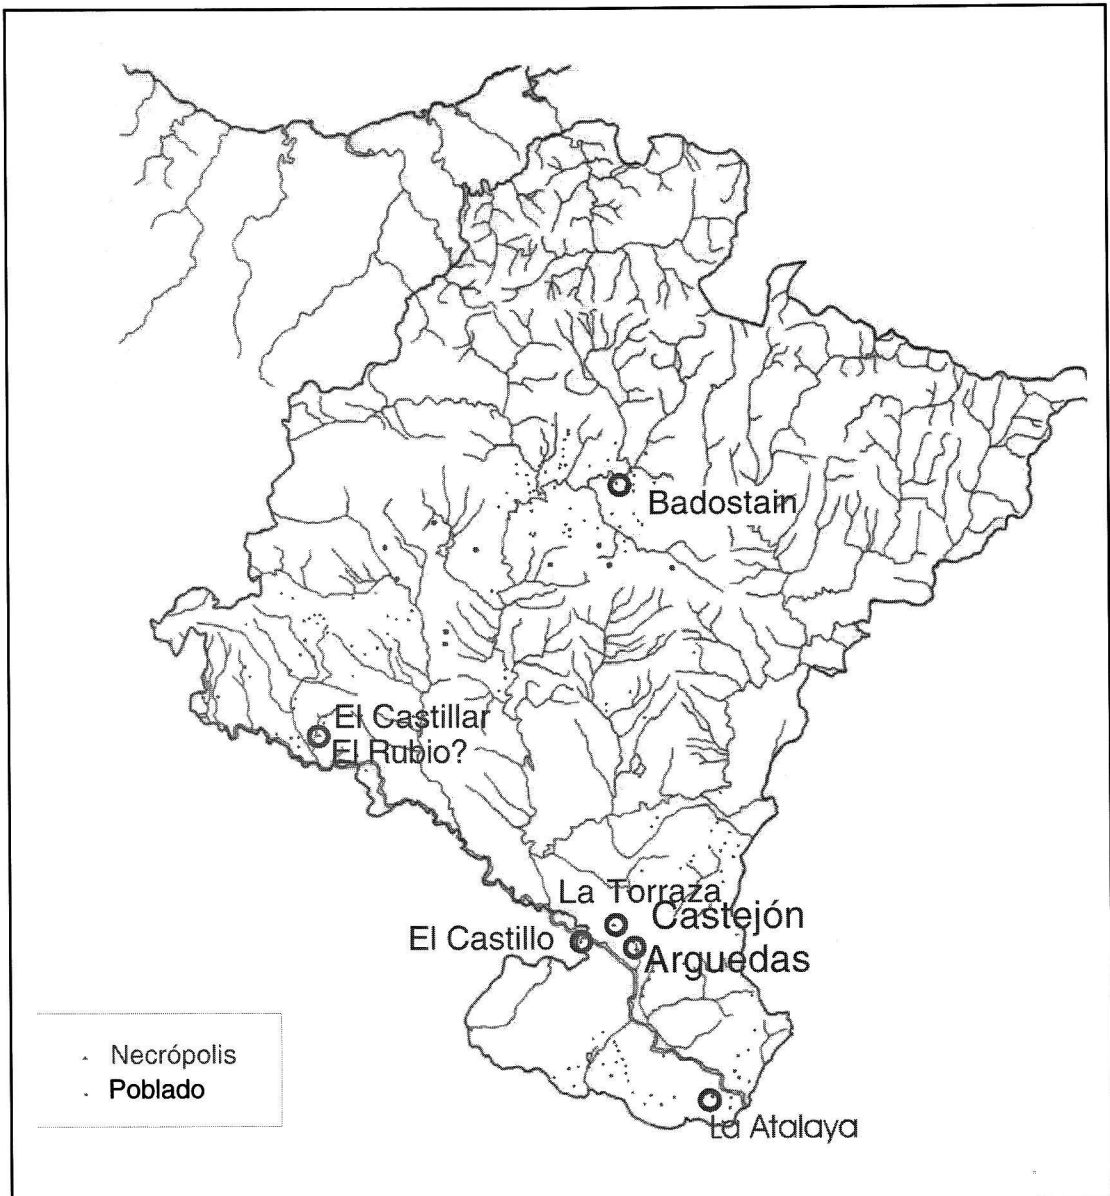 Badostain
El Castillar
El Rubio?
La Torraza
Castejón
El Castillo
Arguedas
Necrópolis
Poblado
La Atalaya